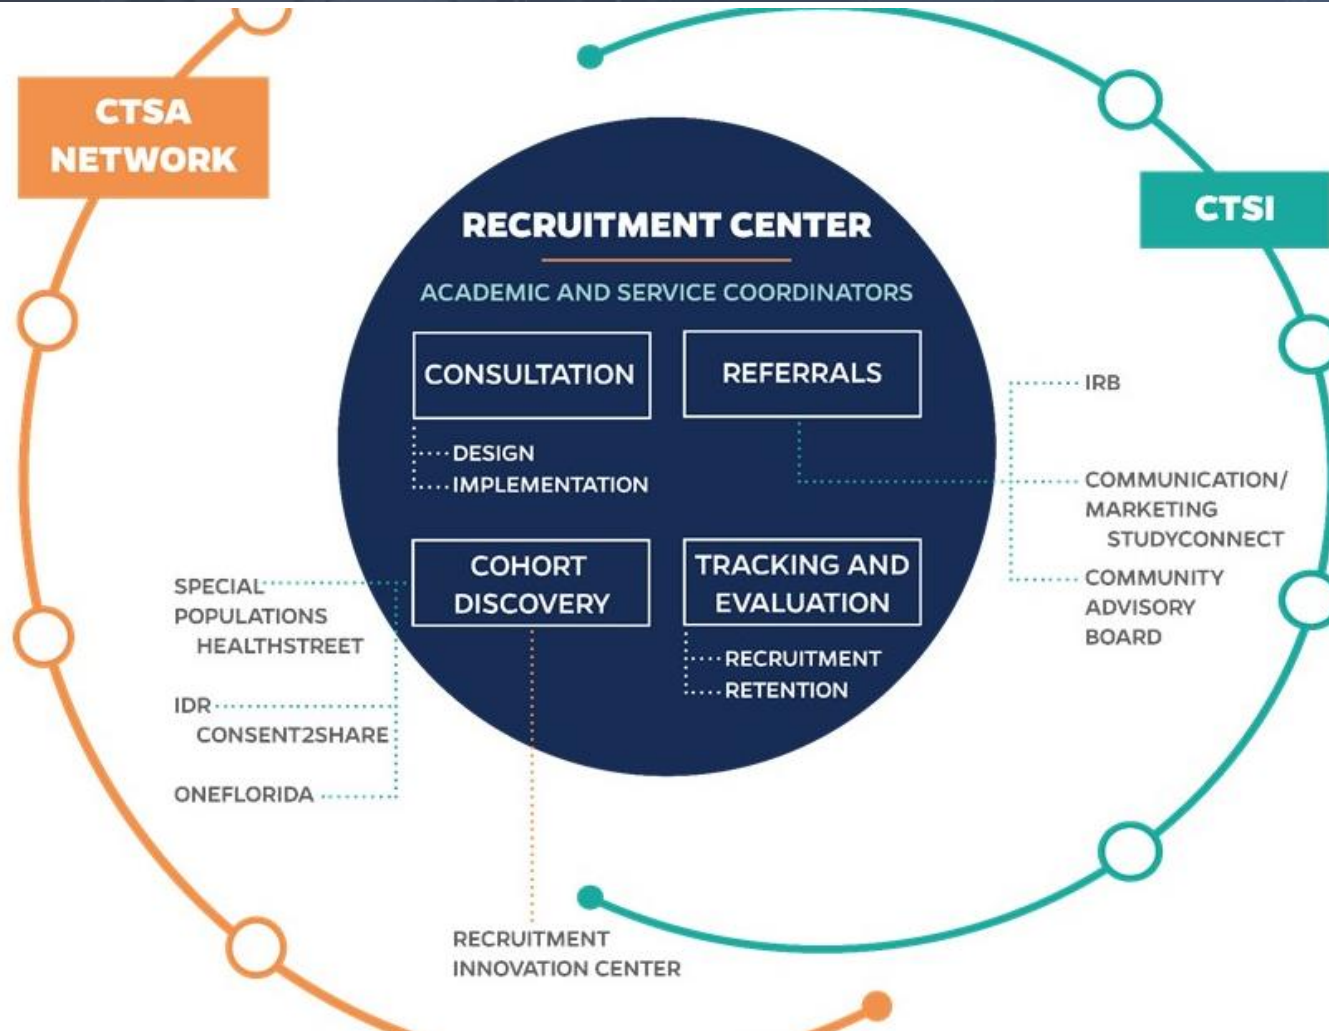 CTSA
NETWORK
CTSI
RECRUITMENT CENTER
ACADEMIC AND SERVICE COORDINATORS
CONSULTATION
DESIGN
IMPLEMENTATION
REFERRALS
IRB
COMMUNICATION/
MARKETING
STUDYCONNECT
COMMUNITY
ADVISORY
BOARD
COHORT
DISCOVERY
SPECIAL
POPULATIONS
HEALTHSTREET
IDR
CONSENT2SHARE
ONEFLORIDA
RECRUITMENT
INNOVATION CENTER
TRACKING AND
EVALUATION
RECRUITMENT
RETENTION